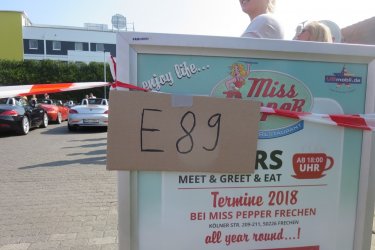 enjoy life...
Miss
RESTAURANT
E89
RS
AB 18:00
UHR
MEET & GREET & EAT
Termine 2018
BEI MISS PEPPER FRECHEN
KÖLNER STR. 209-211, 50226 FRECHEN
all year round...!